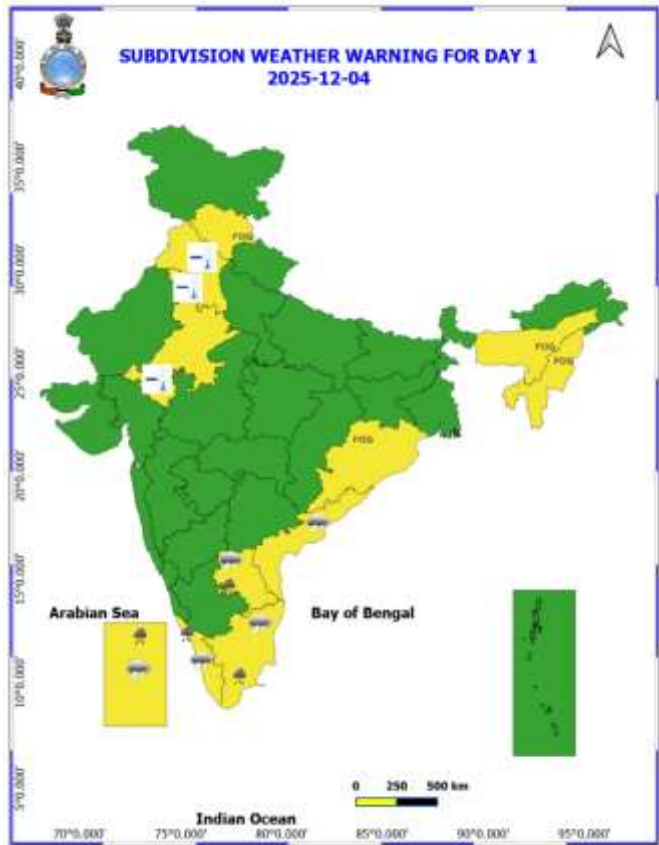 SUBDIVISION WEATHER WARNING FOR DAY 1
2025-12-04
40°0.000'
35°0.000'
30°0.000'
25°0.000'
20°0.000'
15°0.000'
10°0.000'
5°0.000'
FOG
FOG
FOG
FOG
Arabian Sea
Bay of Bengal
0 250 500 km
Indian Ocean
70°0.000' 75°0.000' 80°0.000' 85°0.000' 90°0.000' 95°0.000'